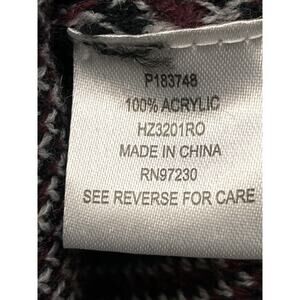 P183748
100% ACRYLIC
HZ3201RO
MADE IN CHINA
RN97230
SEE REVERSE FOR CARE